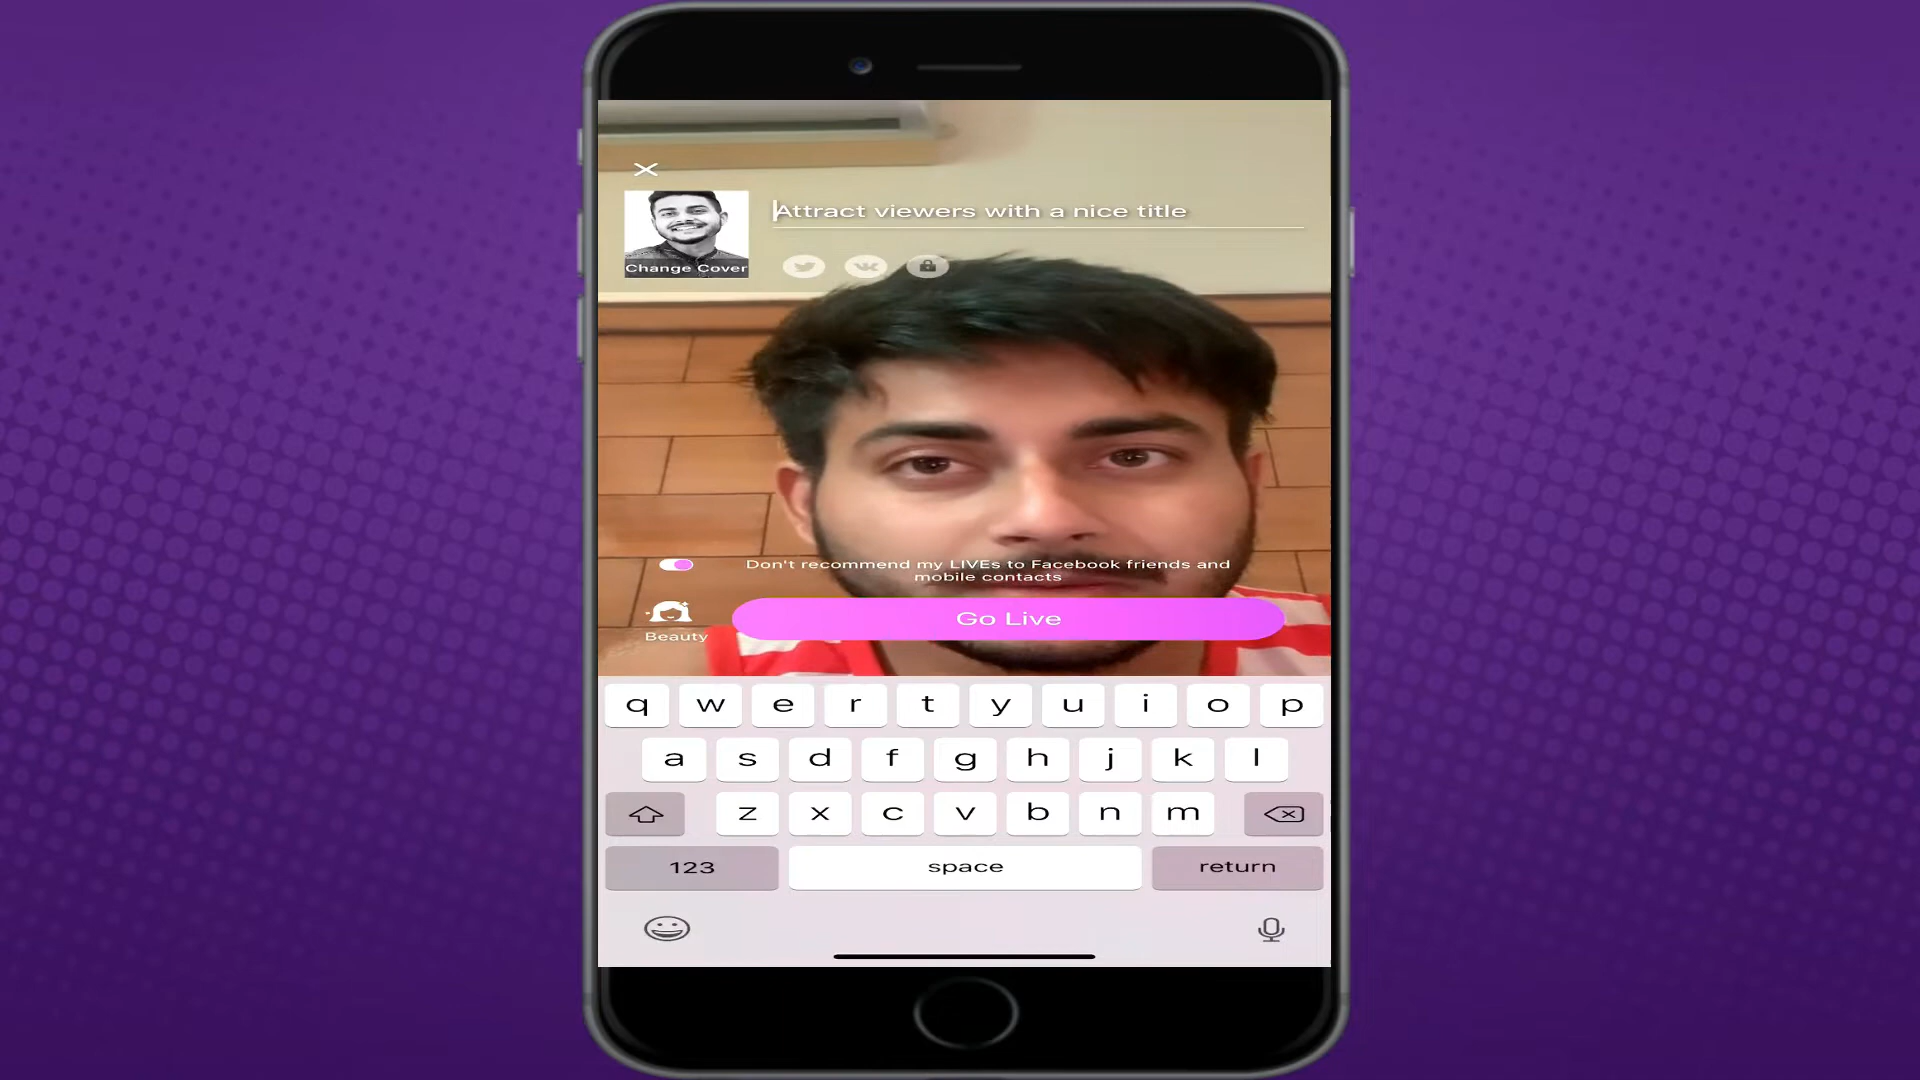 Attract viewers with a nice title
Change Cover
Don't recommend my LIVEs to Facebook friends and
mobile contacts
Go Live
Beauty
q w e r t y u i o p
a s d f g h j k l
z x c v b n m
123 space return